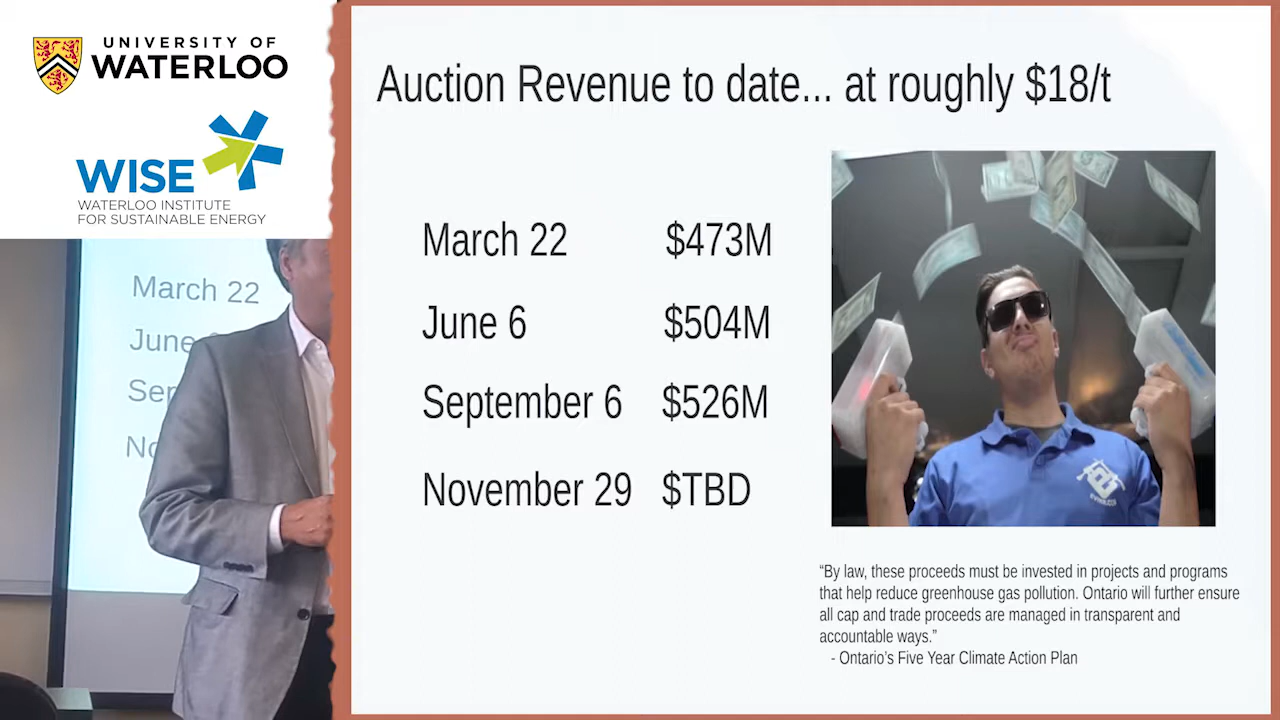 UNIVERSITY OF
WATERLOO
WISE
WATERLOO INSTITUTE
FOR SUSTAINABLE ENERGY
March 22
June
Sep
No
Auction Revenue to date... at roughly $18/t
March 22 $473M
June 6 $504M
September 6 $526M
November 29 $TBD
“By law, these proceeds must be invested in projects and programs
that help reduce greenhouse gas pollution. Ontario will further ensure
all cap and trade proceeds are managed in transparent and
accountable ways.”
- Ontario’s Five Year Climate Action Plan